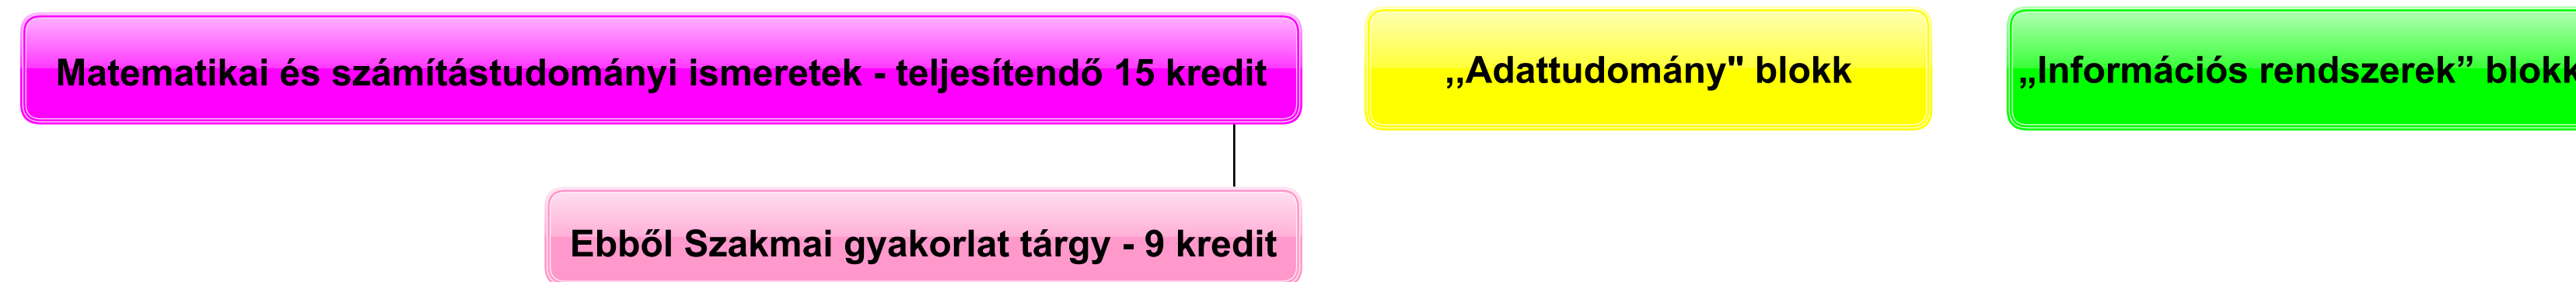 Matematikai és számítástudományi ismeretek - teljesítendő 15 kredit
,,Adattudomány" blokk
„Információs rendszerek” blokk
Ebből Szakmai gyakorlat tárgy - 9 kredit